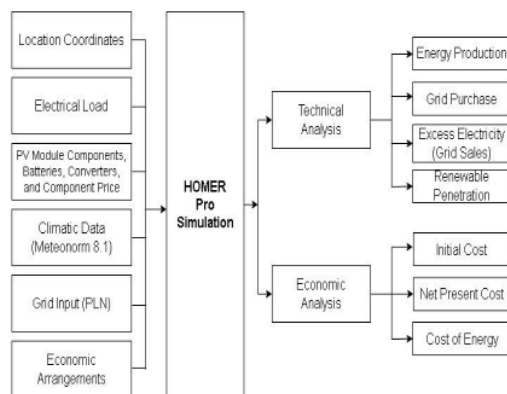 Location Coordinates
Electrical Load
PV Module Components,
Batteries, Converters,
and Component Price
Climatic Data
(Meteonorm 8.1)
Grid Input (PLN)
Economic
Arrangements
HOMER
Pro
Simulation
Technical
Analysis
Economic
Analysis
Energy Production
Grid Purchase
Excess Electricity
(Grid Sales)
Renewable
Penetration
Initial Cost
Net Present Cost
Cost of Energy